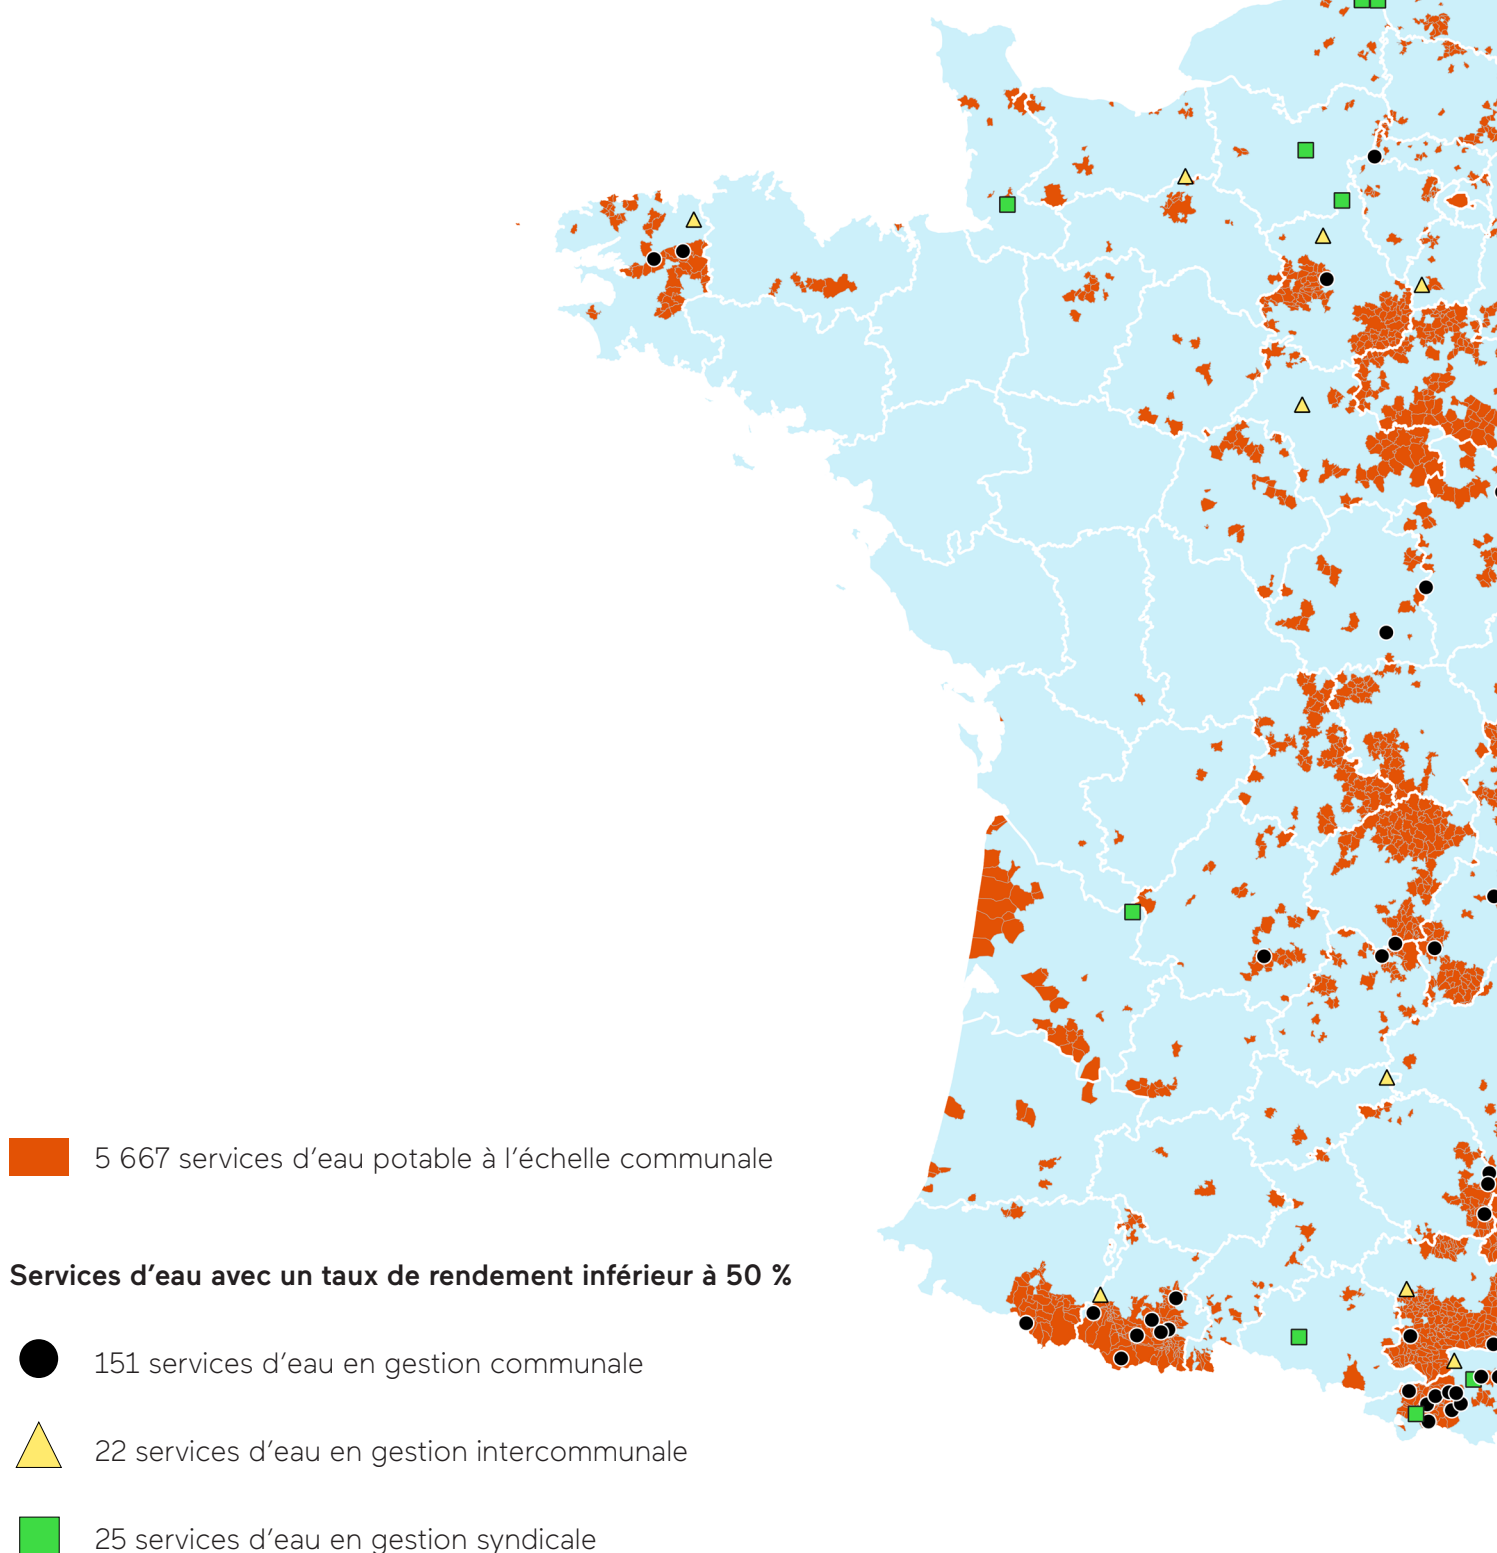 5 667 services d’eau potable à l’échelle communale
Services d’eau avec un taux de rendement inférieur à 50 %
151 services d’eau en gestion communale
22 services d’eau en gestion intercommunale
25 services d’eau en gestion syndicale